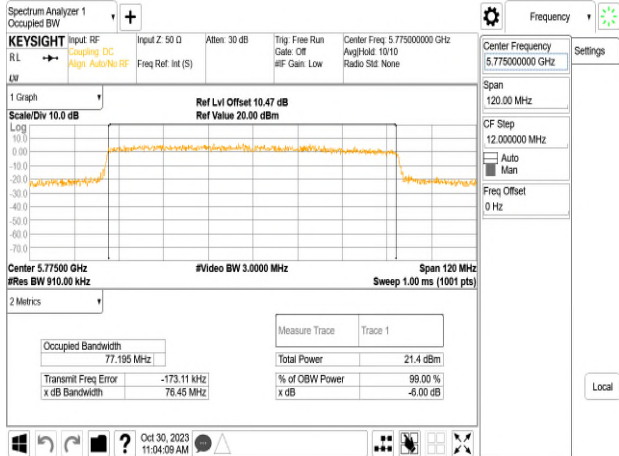 Spectrum Analyzer 1
Occupied BW
Frequency
KEYSIGHT
Input: RF
Input Z: 50 Ω
Atten: 30 dB
Trig: Free Run
Center Freq: 5.775000000 GHz
RL
Coupling: DC
Gate: Off
Avg|Hold: 10/10
Align: Auto/No RF
Freq Ref: Int (S)
#IF Gain: Low
Radio Std: None
Center Frequency
5.775000000 GHz
Settings
Span
120.00 MHz
CF Step
12.000000 MHz
Auto
Man
Freq Offset
0 Hz
1 Graph
Ref Lvl Offset 10.47 dB
Scale/Div 10.0 dB
Ref Value 20.00 dBm
Log
10.0
0.00
-10.0
-20.0
-30.0
-40.0
-50.0
-60.0
-70.0
Center 5.77500 GHz
#Video BW 3.0000 MHz
Span 120 MHz
#Res BW 910.00 kHz
Sweep 1.00 ms (1001 pts)
2 Metrics
Measure Trace
Trace 1
Occupied Bandwidth
77.195 MHz
Total Power
21.4 dBm
Transmit Freq Error
-173.11 kHz
% of OBW Power
99.00 %
x dB Bandwidth
76.45 MHz
x dB
-6.00 dB
Local
Oct 30, 2023
11:04:09 AM